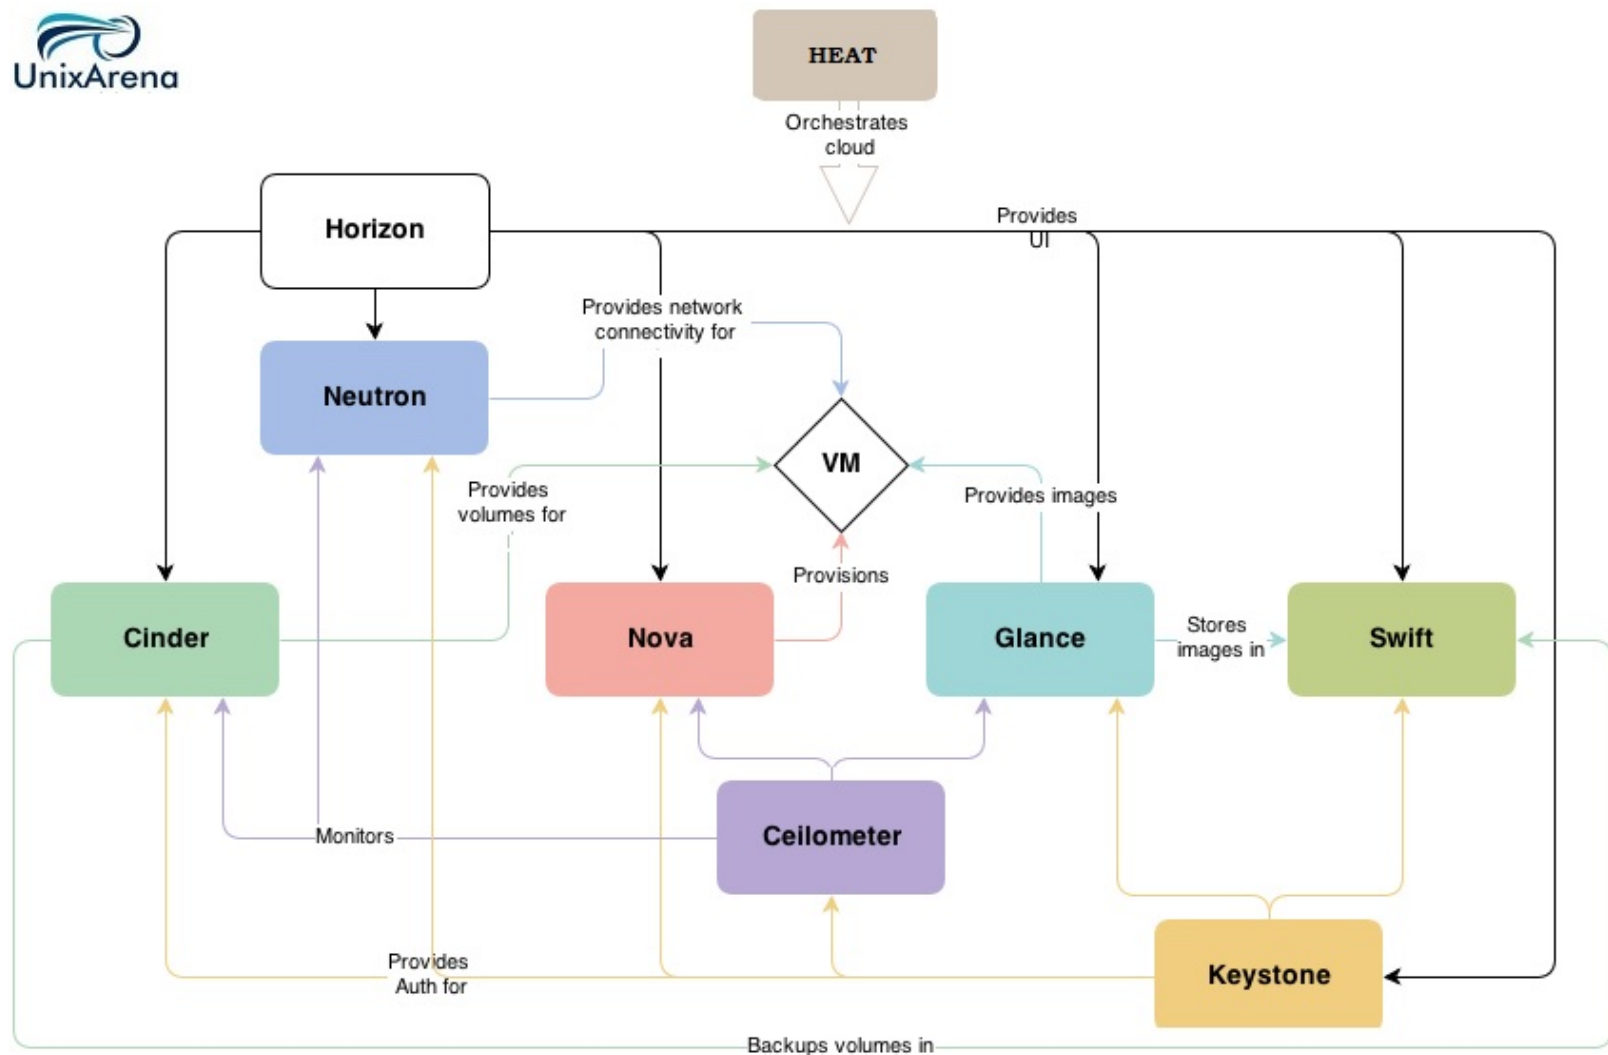 UnixArena
HEAT
Orchestrates
cloud
Horizon
Provides
UI
Provides network
connectivity for
Neutron
VM
Provides
volumes for
Provides images
Provisions
Cinder
Nova
Glance
Stores
images in
Swift
Monitors
Ceilometer
Provides
Auth for
Keystone
Backups volumes in